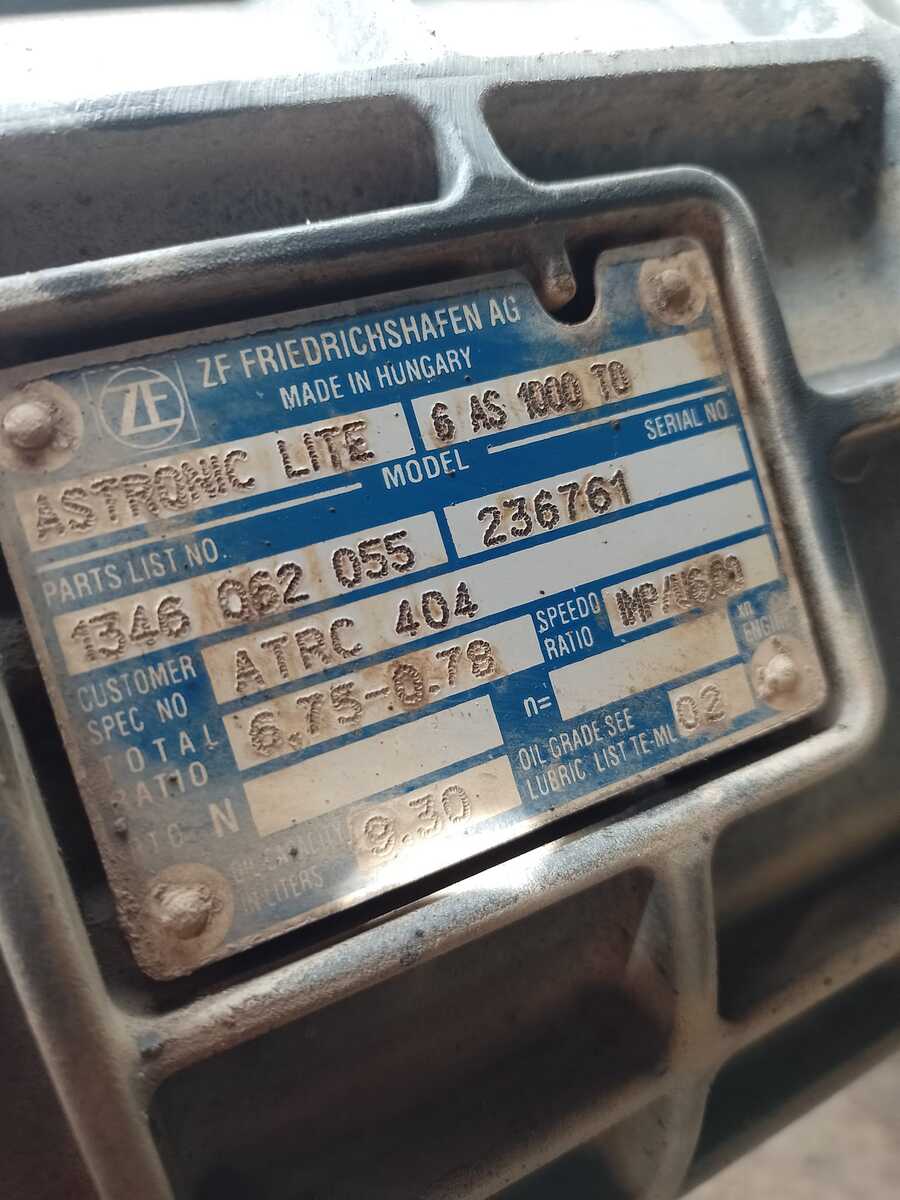 ZF
ZF FRIEDRICHSHAFEN AG
MADE IN HUNGARY
ASTRONIC LITE
6 AS 1000 TO
MODEL
PARTS LIST NO.
SERIAL NO.
1346 062 055
236761
CUSTOMER
SPEC NO
ATRC 404
TOTAL
RATIO
6.75-0.78
SPEEDO
RATIO
n=
N
OIL GRADE SEE
LUBRIC LIST TE-ML
02
IN LITERS
9.30